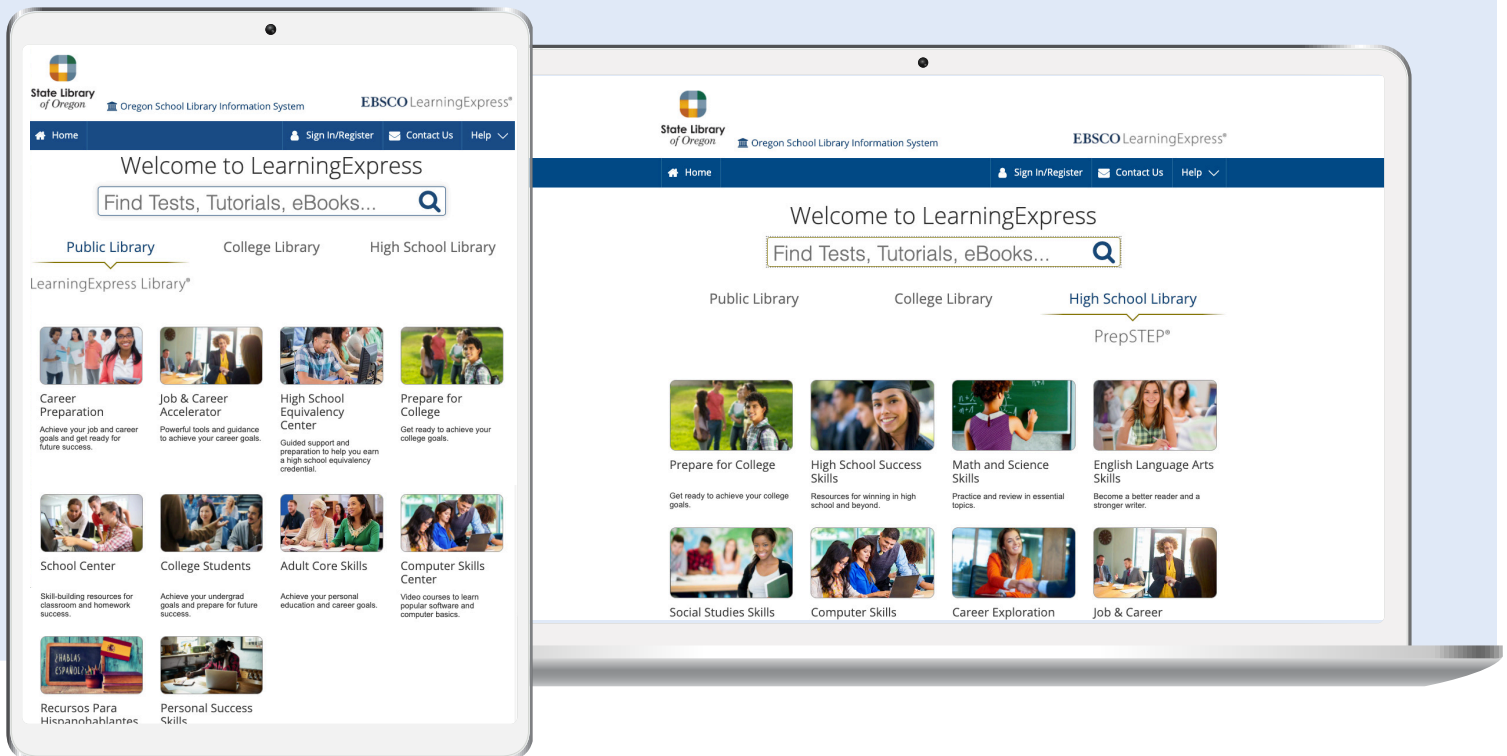 State Library
of Oregon
Oregon School Library Information System
EBSCO LearningExpress®
Home
Sign In/Register
Contact Us
Help
Welcome to LearningExpress
Find Tests, Tutorials, eBooks...
Public Library
College Library
High School Library
LearningExpress Library®
Career
Preparation
Achieve your job and career
goals and get ready for
future success.
Job & Career
Accelerator
Powerful tools and guidance
to achieve your career goals.
High School
Equivalency
Center
Guided support and
preparation to help you earn
a high school equivalency
credential.
Prepare for
College
Get ready to achieve your
college goals.
School Center
Skill-building resources for
classroom and homework
success.
College Students
Achieve your undergrad
goals and prepare for future
success.
Adult Core Skills
Achieve your personal
education and career goals.
Computer Skills
Center
Video courses to learn
popular software and
computer basics.
¿HABLAS
ESPAÑOL?
Recursos Para
Hispanohablantes
Personal Success
Skills
State Library
of Oregon
Oregon School Library Information System
EBSCO LearningExpress®
Home
Sign In/Register
Contact Us
Help
Welcome to LearningExpress
Find Tests, Tutorials, eBooks...
Public Library
College Library
High School Library
PrepSTEP®
Prepare for College
Get ready to achieve your college
goals.
High School Success
Skills
Resources for winning in high
school and beyond.
Math and Science
Skills
Practice and review in essential
topics.
English Language Arts
Skills
Become a better reader and a
stronger writer.
Social Studies Skills
Computer Skills
Career Exploration
Job & Career